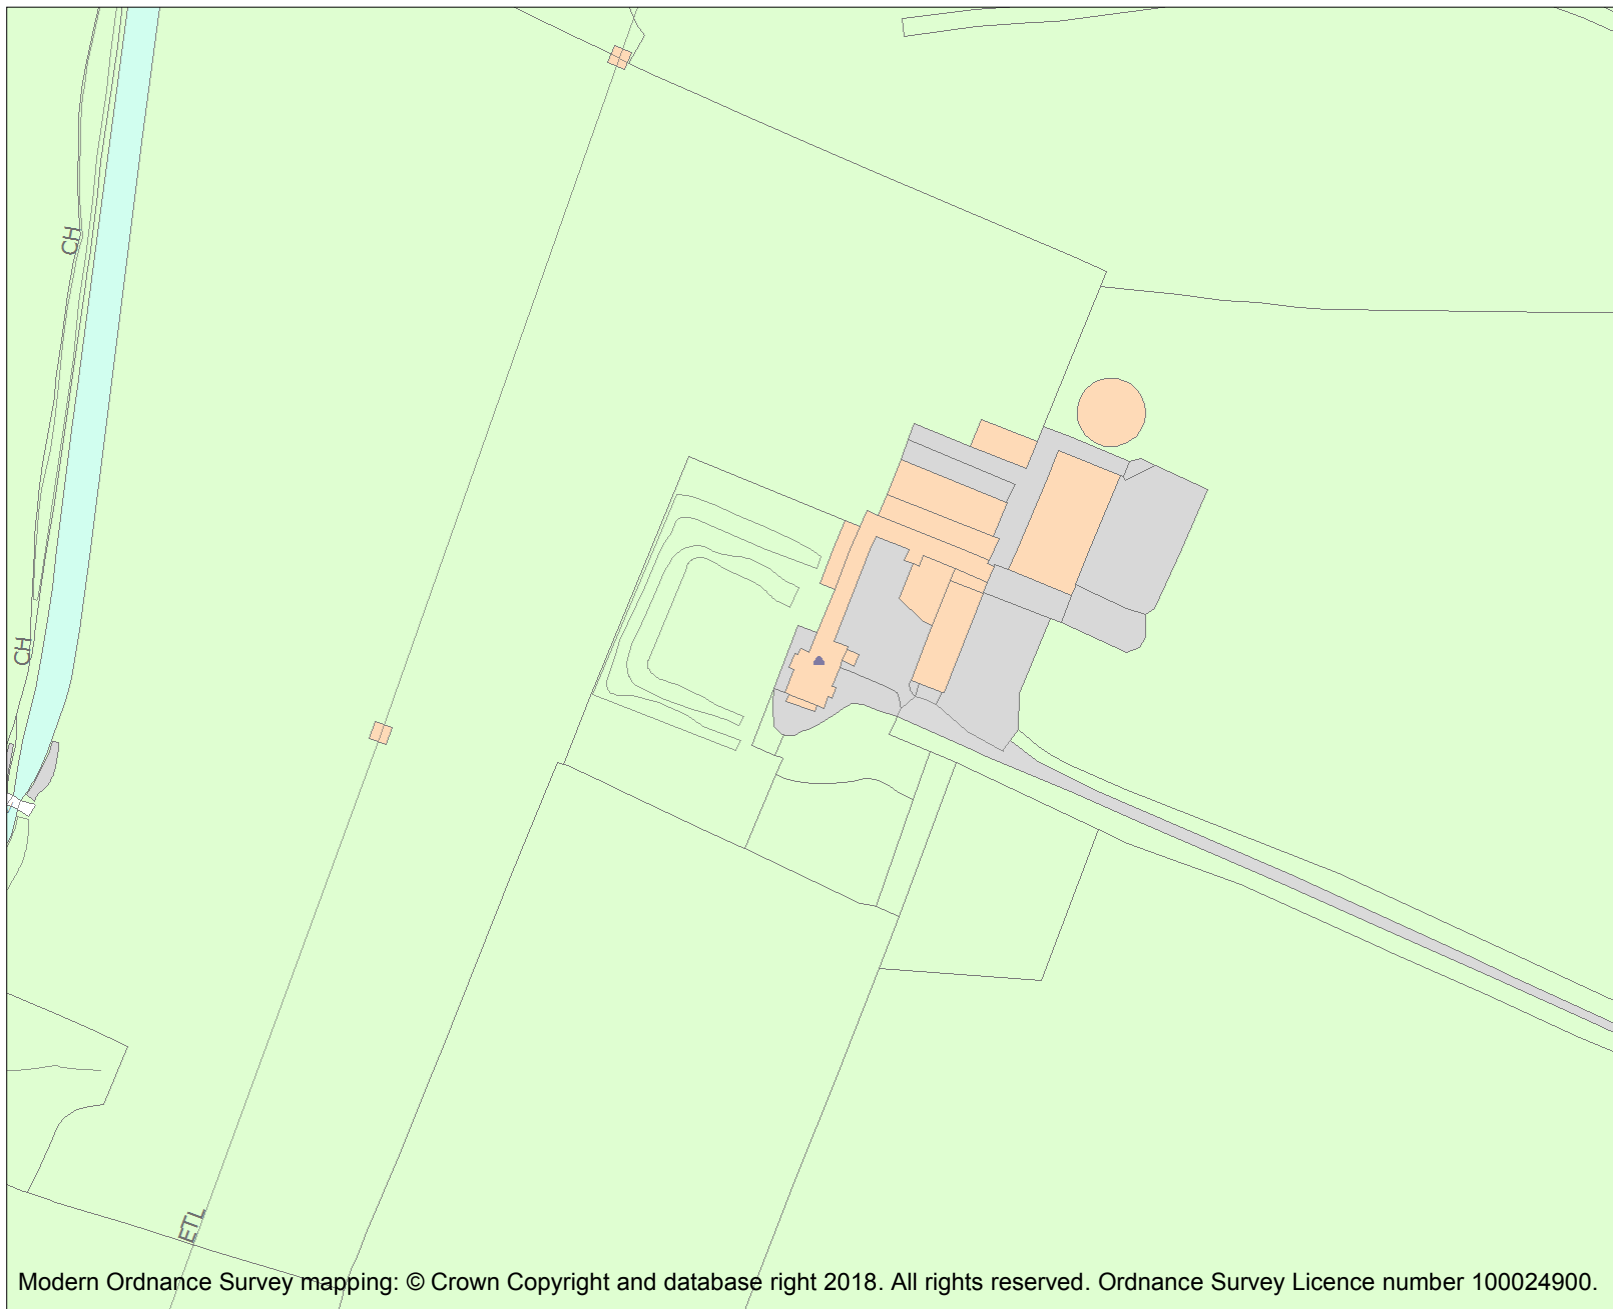 CH
CH
ETL
Modern Ordnance Survey mapping: © Crown Copyright and database right 2018. All rights reserved. Ordnance Survey Licence number 100024900.